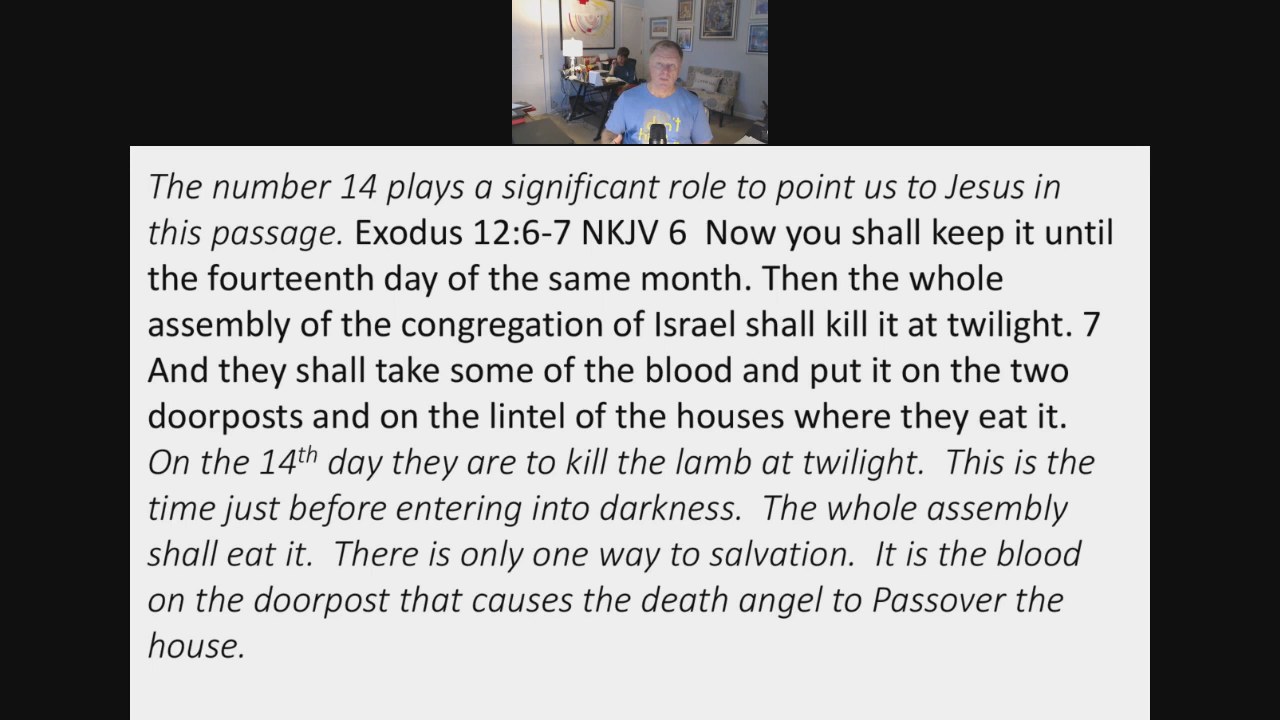 The number 14 plays a significant role to point us to Jesus in
this passage. Exodus 12:6-7 NKJV 6  Now you shall keep it until
the fourteenth day of the same month. Then the whole
assembly of the congregation of Israel shall kill it at twilight. 7
And they shall take some of the blood and put it on the two
doorposts and on the lintel of the houses where they eat it.
On the 14th day they are to kill the lamb at twilight.  This is the
time just before entering into darkness.  The whole assembly
shall eat it.  There is only one way to salvation.  It is the blood
on the doorpost that causes the death angel to Passover the
house.